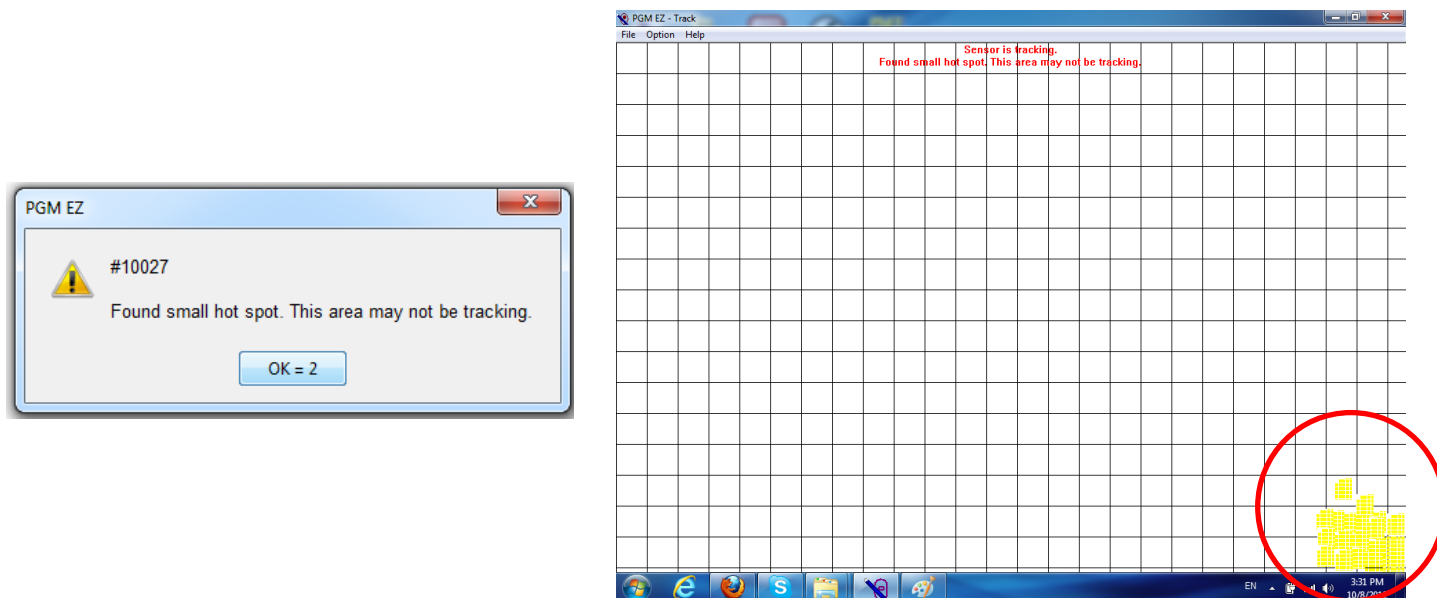 PGM EZ
#10027
Found small hot spot. This area may not be tracking.
OK = 2
PGM EZ - Track
File Option Help
Sensor is tracking.
Found small hot spot. This area may not be tracking.
EN
3:31 PM